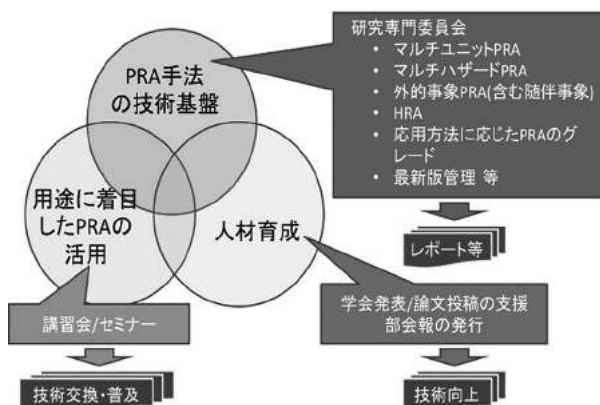 PRA手法
の技術基盤
用途に着目
したPRAの
活用
人材育成
研究専門委員会
• マルチユニットPRA
• マルチハザードPRA
• 外的事象PRA(含む随伴事象)
• HRA
• 応用方法に応じたPRAのグ
レード
• 最新版管理 等
レポート等
講習会/セミナー
技術交換・普及
学会発表/論文投稿の支援
部会報の発行
技術向上